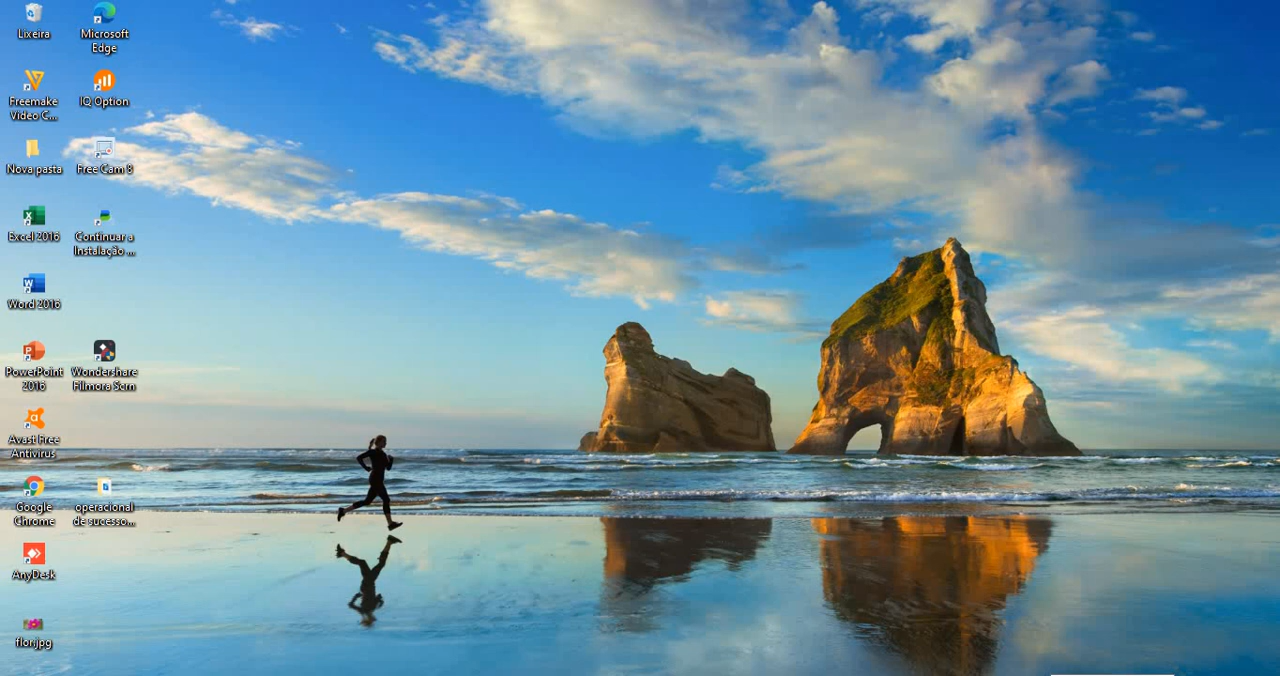 Lixeira
Microsoft
Edge
Freemake
Video C...
IQ Option
Nova pasta
Free Cam 8
Excel 2016
Continuar a
Instalação ...
Word 2016
PowerPoint
2016
Wondershare
Filmora Scrn
Avast Free
Antivirus
Google
Chrome
operacional
de sucesso...
AnyDesk
flori.jpg